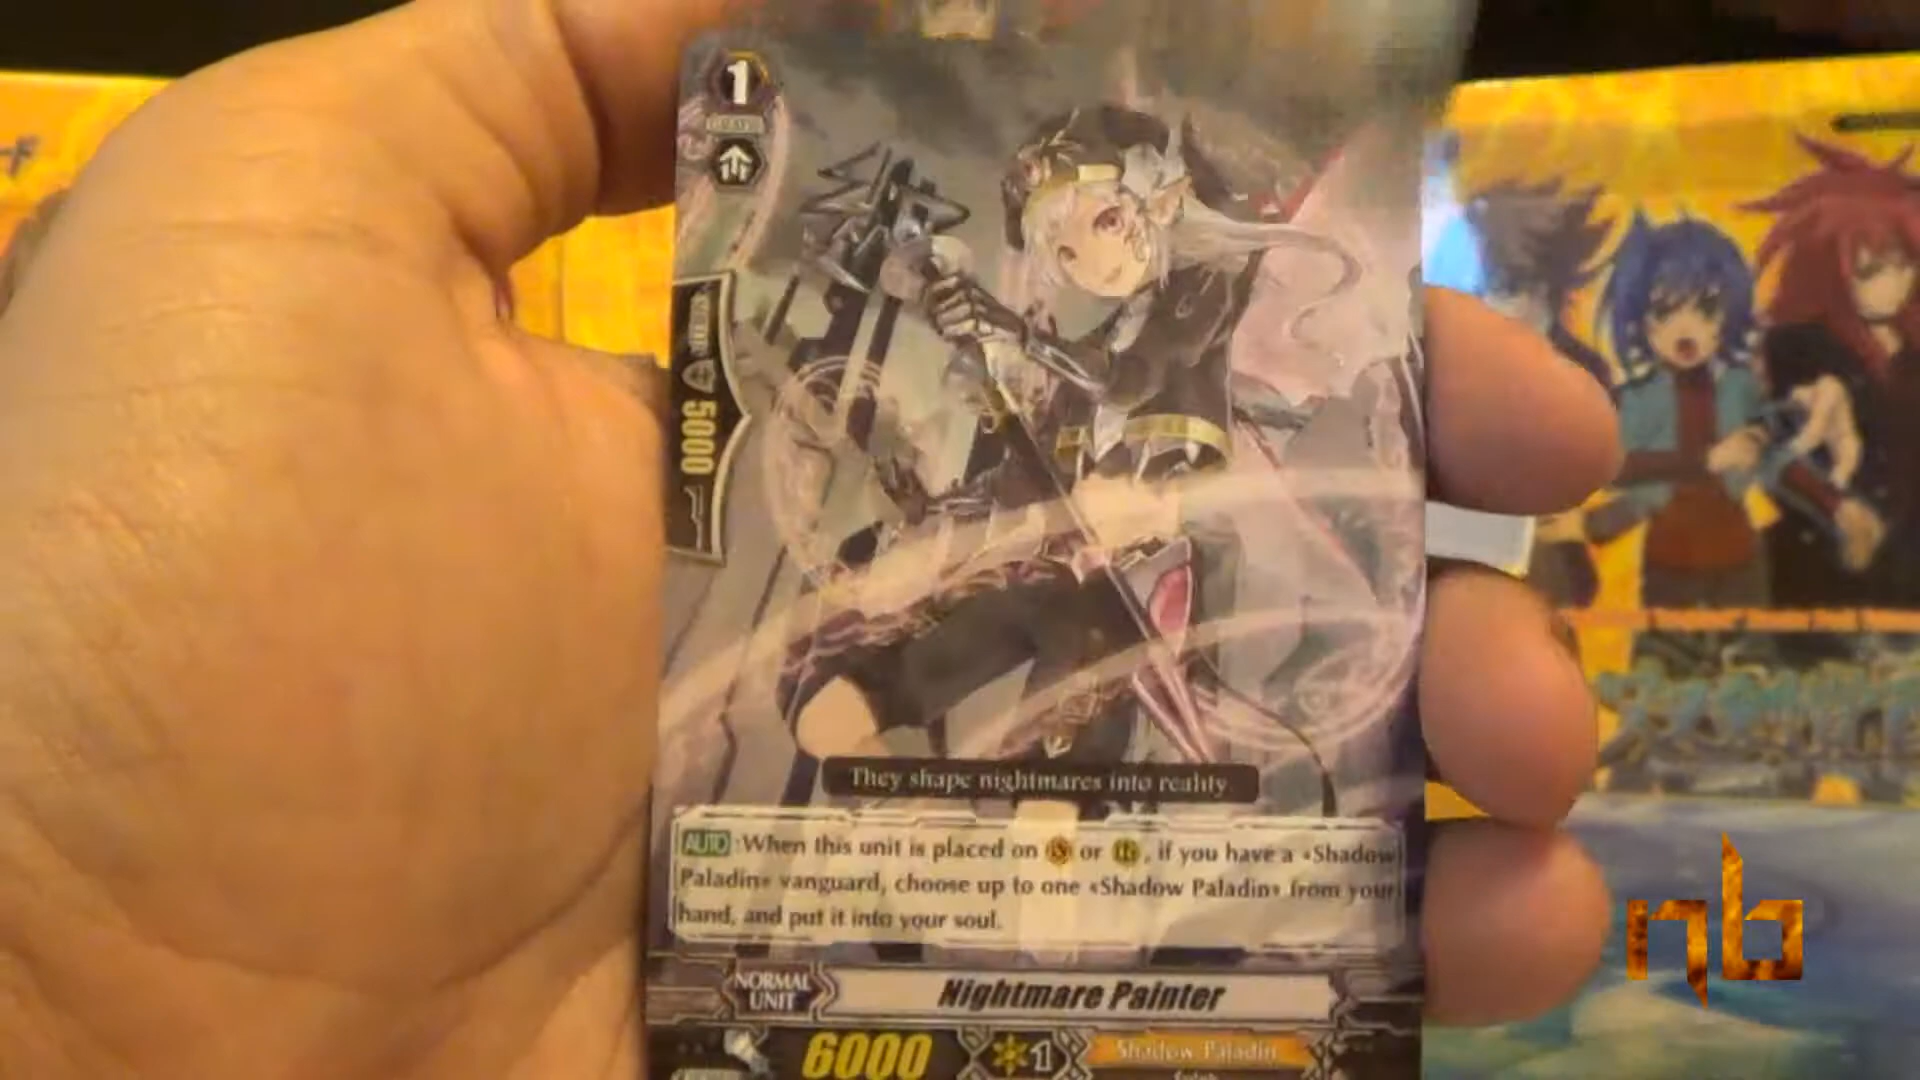 1
GRADE
5000
They shape nightmares into reality.
AUTO :When this unit is placed on or , if you have a «Shadow
Paladin» vanguard, choose up to one «Shadow Paladin» from your
hand, and put it into your soul.
NORMAL
UNIT
Nightmare Painter
6000
1
Shadow Paladin
nb